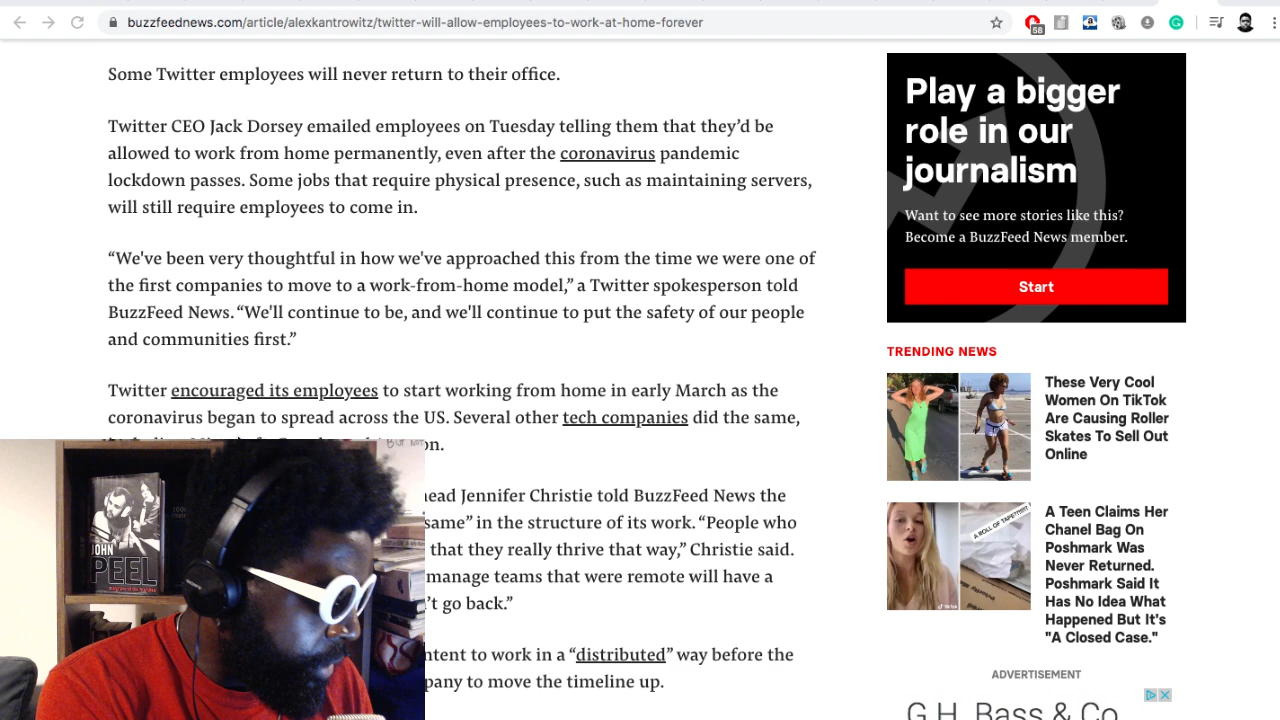 buzzfeednews.com/article/alexkantrowitz/twitter-will-allow-employees-to-work-at-home-forever
58
Some Twitter employees will never return to their office.
Twitter CEO Jack Dorsey emailed employees on Tuesday telling them that they’d be
allowed to work from home permanently, even after the coronavirus pandemic
lockdown passes. Some jobs that require physical presence, such as maintaining servers,
will still require employees to come in.
“We've been very thoughtful in how we've approached this from the time we were one of
the first companies to move to a work-from-home model,” a Twitter spokesperson told
BuzzFeed News. “We'll continue to be, and we'll continue to put the safety of our people
and communities first.”
Twitter encouraged its employees to start working from home in early March as the
coronavirus began to spread across the US. Several other tech companies did the same,
on.
ead Jennifer Christie told BuzzFeed News the
same” in the structure of its work. “People who
that they really thrive that way,” Christie said.
manage teams that were remote will have a
’t go back.”
ntent to work in a “distributed” way before the
pany to move the timeline up.
BUT NOT
JOHN
PEEL
Play a bigger
role in our
journalism
Want to see more stories like this?
Become a BuzzFeed News member.
Start
TRENDING NEWS
These Very Cool
Women On TikTok
Are Causing Roller
Skates To Sell Out
Online
A ROLL OF TAPE?!?!?!
TikTok
A Teen Claims Her
Chanel Bag On
Poshmark Was
Never Returned.
Poshmark Said It
Has No Idea What
Happened But It's
"A Closed Case."
ADVERTISEMENT
G.H. Bass & Co.